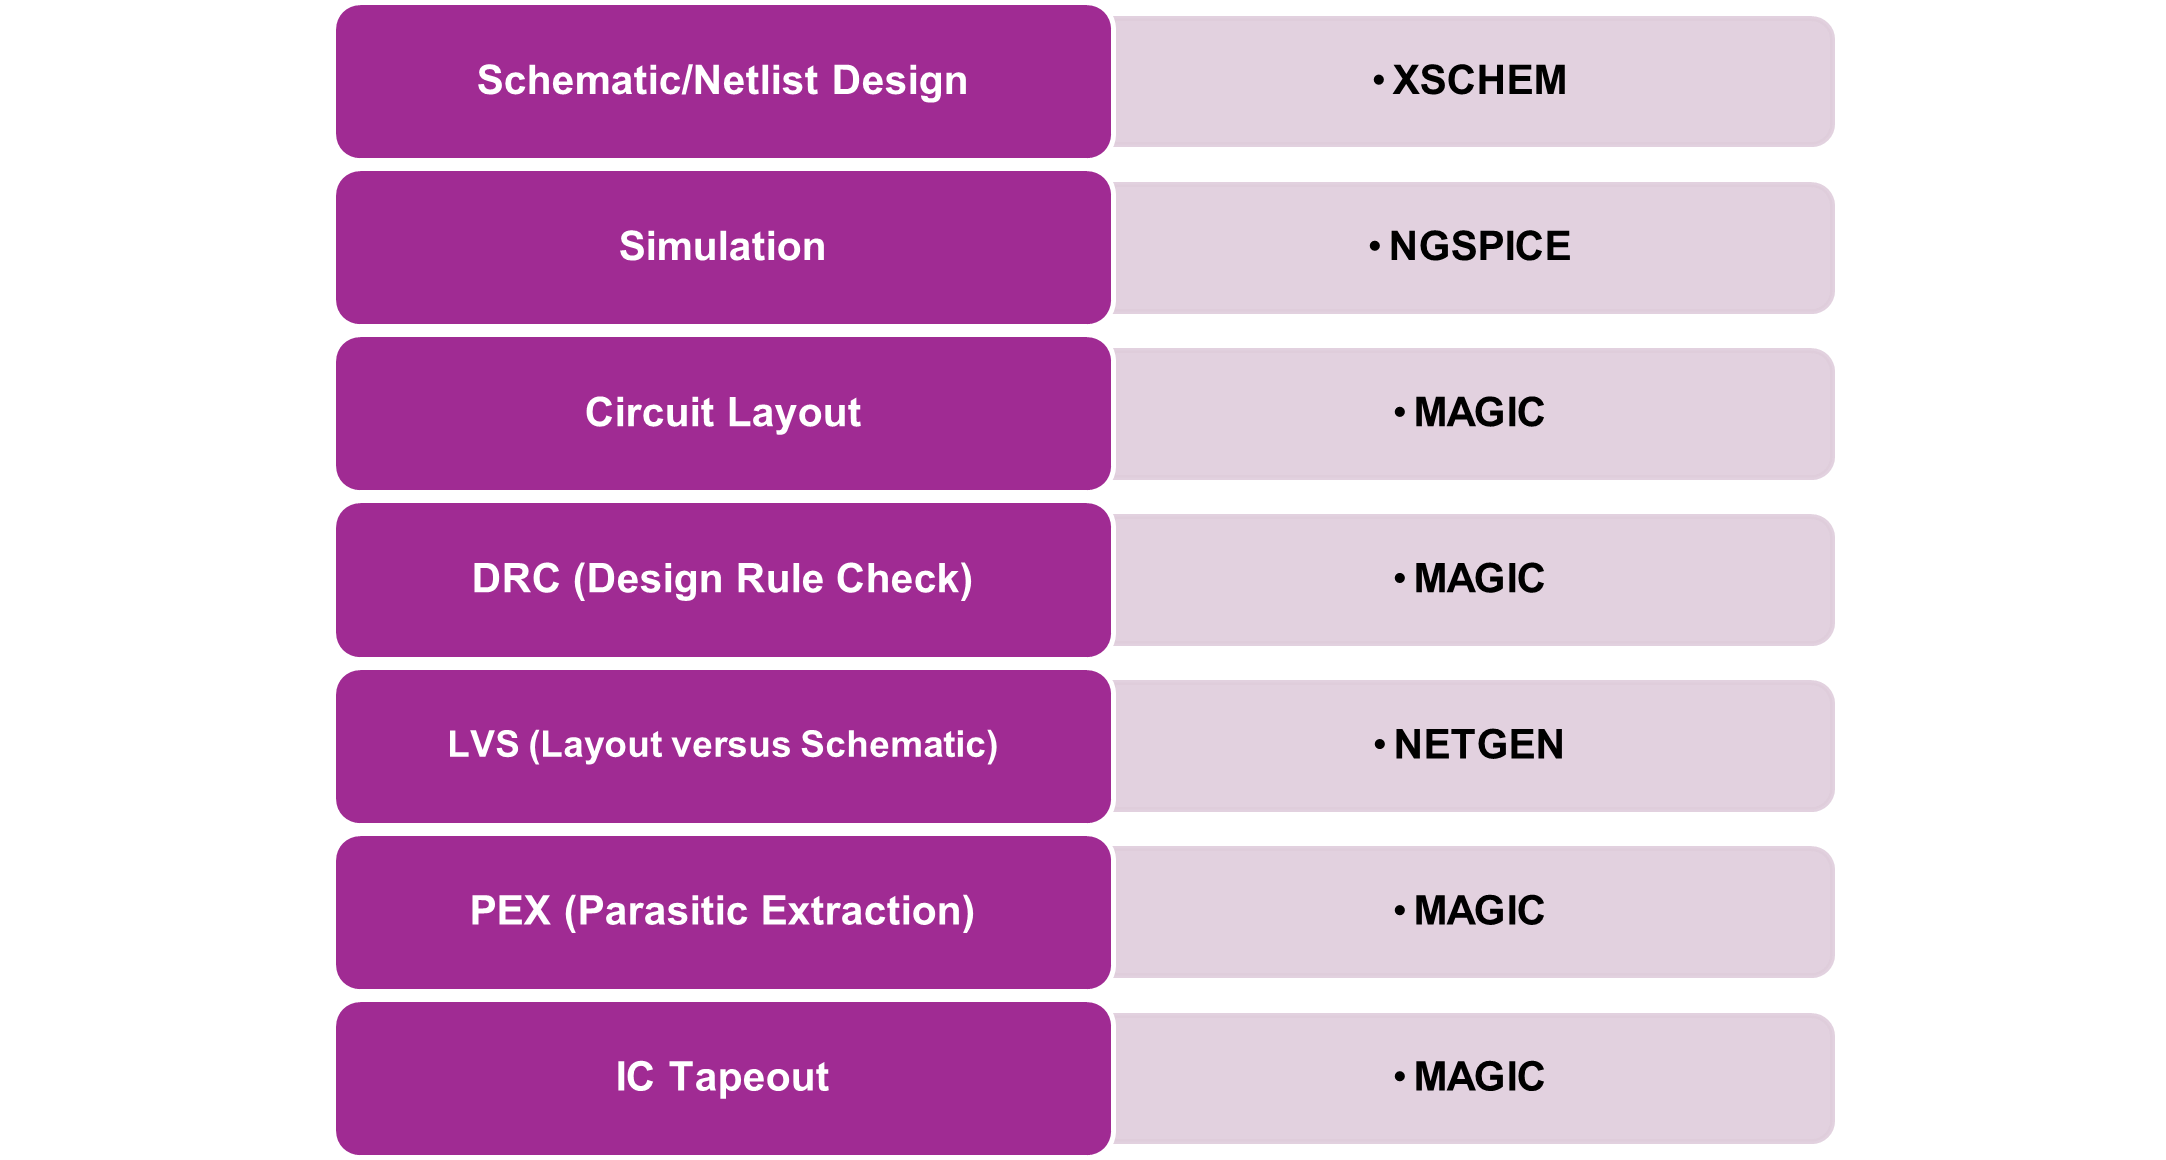 Schematic/Netlist Design
• XSCHEM
Simulation
• NGSPICE
Circuit Layout
• MAGIC
DRC (Design Rule Check)
• MAGIC
LVS (Layout versus Schematic)
• NETGEN
PEX (Parasitic Extraction)
• MAGIC
IC Tapeout
• MAGIC